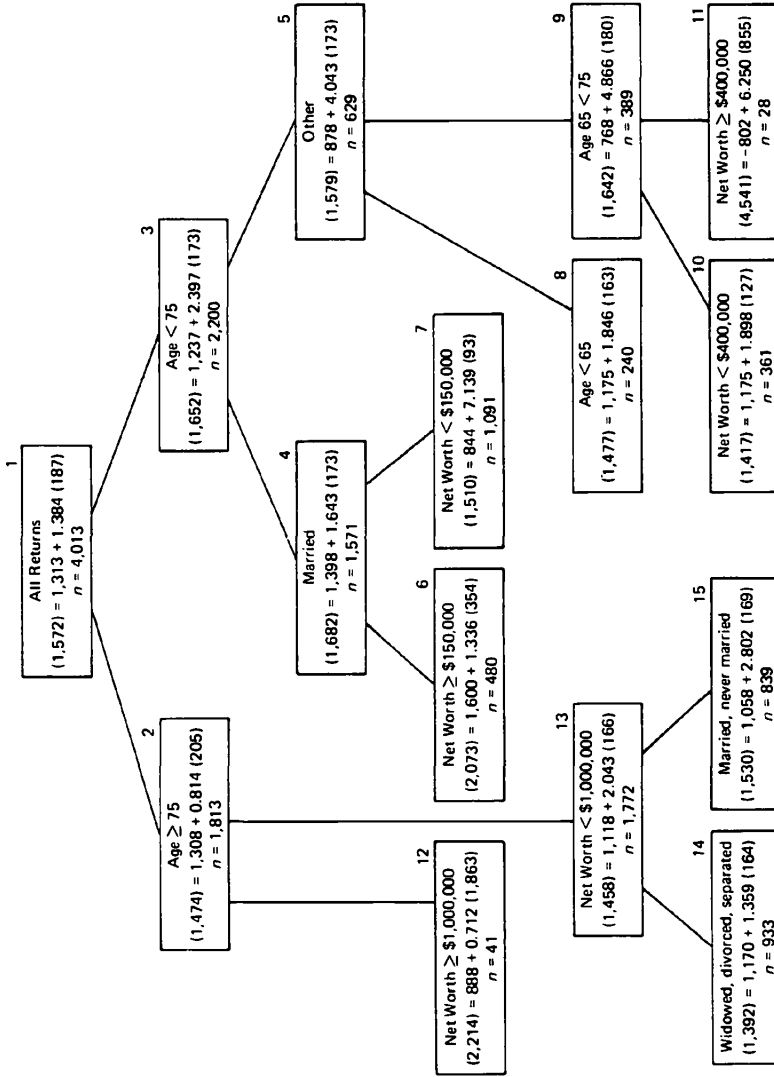 1
All Returns
(1,572) = 1,313 + 1.384 (187)
n = 4,013
2
Age ≥ 75
(1,474) = 1,308 + 0.814 (205)
n = 1,813
3
Age < 75
(1,652) = 1,237 + 2.397 (173)
n = 2,200
4
Married
(1,682) = 1,398 + 1.643 (173)
n = 1,571
5
Other
(1,579) = 878 + 4.043 (173)
n = 629
12
Net Worth ≥ $1,000,000
(2,214) = 888 + 0.712 (1,863)
n = 41
6
Net Worth ≥ $150,000
(2,073) = 1,600 + 1.336 (354)
n = 480
7
Net Worth < $150,000
(1,510) = 844 + 7.139 (93)
n = 1,091
13
Net Worth < $1,000,000
(1,458) = 1,118 + 2.043 (166)
n = 1,772
8
Age < 65
(1,477) = 1,175 + 1.846 (163)
n = 240
9
Age 65 < 75
(1,642) = 768 + 4.866 (180)
n = 389
14
Widowed, divorced, separated
(1,392) = 1,170 + 1.359 (164)
n = 933
15
Married, never married
(1,530) = 1,058 + 2.802 (169)
n = 839
10
Net Worth < $400,000
(1,417) = 1,175 + 1.898 (127)
n = 361
11
Net Worth ≥ $400,000
(4,541) = -802 + 6.250 (855)
n = 28